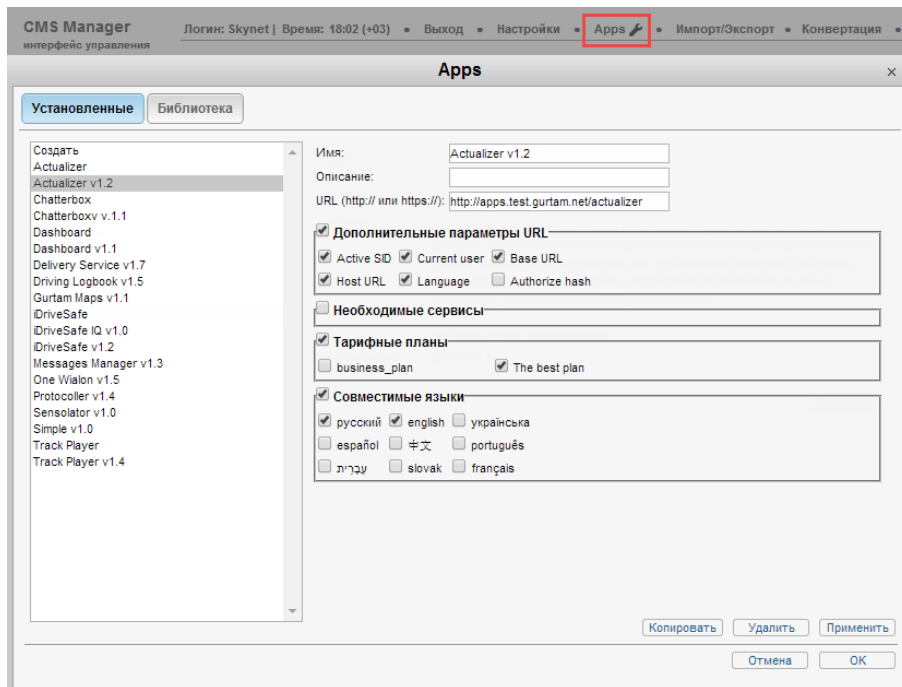 CMS Manager
интерфейс управления
Логин: Skynet | Время: 18:02 (+03) • Выход • Настройки • Apps • Импорт/Экспорт • Конвертация •
Apps
×
Установленные Библиотека
Создать
Actualizer
Actualizer v1.2
Chatterbox
Chatterboxv v.1.1
Dashboard
Dashboard v1.1
Delivery Service v1.7
Driving Logbook v1.5
Gurtam Maps v1.1
iDriveSafe
iDriveSafe IQ v1.0
iDriveSafe v1.2
Messages Manager v1.3
One Wialon v1.5
Protocoller v1.4
Sensolator v1.0
Simple v1.0
Track Player
Track Player v1.4
Имя: Actualizer v1.2
Описание:
URL (http:// или https://): http://apps.test.gurtam.net/actualizer
Дополнительные параметры URL
Active SID Current user Base URL
Host URL Language Authorize hash
Необходимые сервисы
Тарифные планы
business_plan The best plan
Совместимые языки
русский english українська
español 中文 português
עברית slovak français
Копировать Удалить Применить
Отмена OK